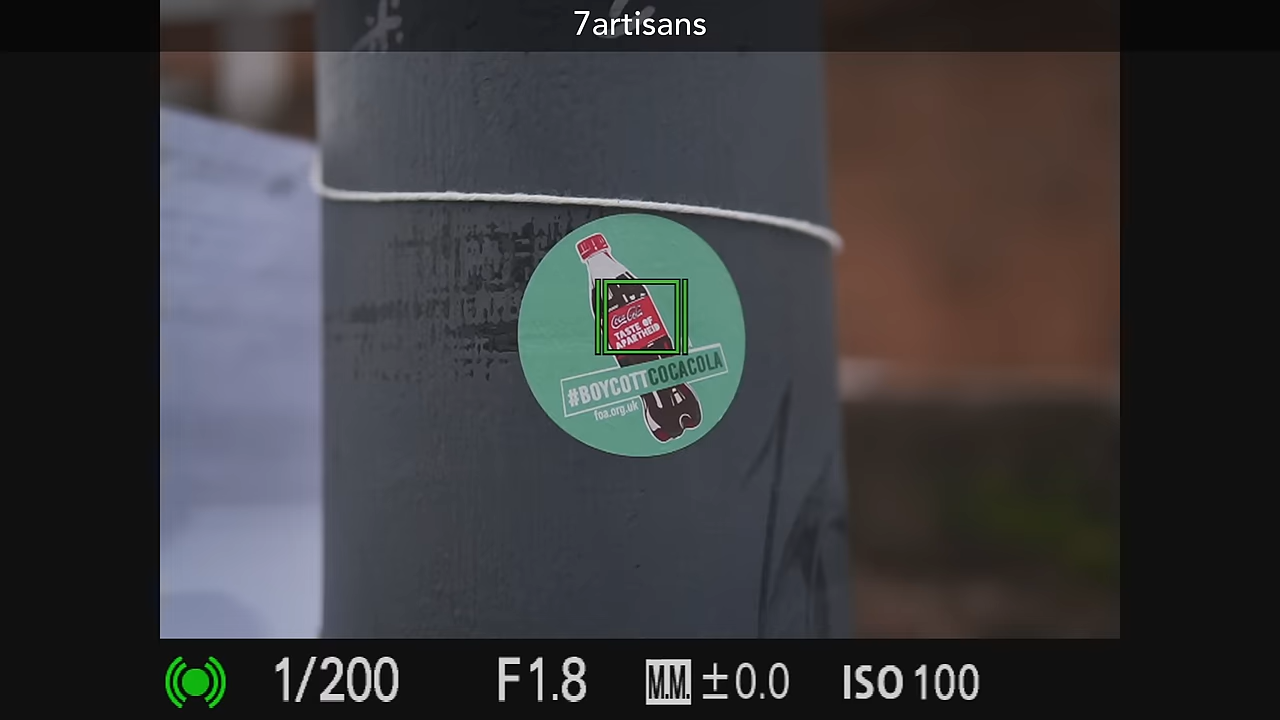 7artisans
Coca-Cola
TASTE OF
APARTHEID
#BOYCOTTCOCACOLA
foa.org.uk
1/200
F1.8
M.M. ±0.0
ISO 100